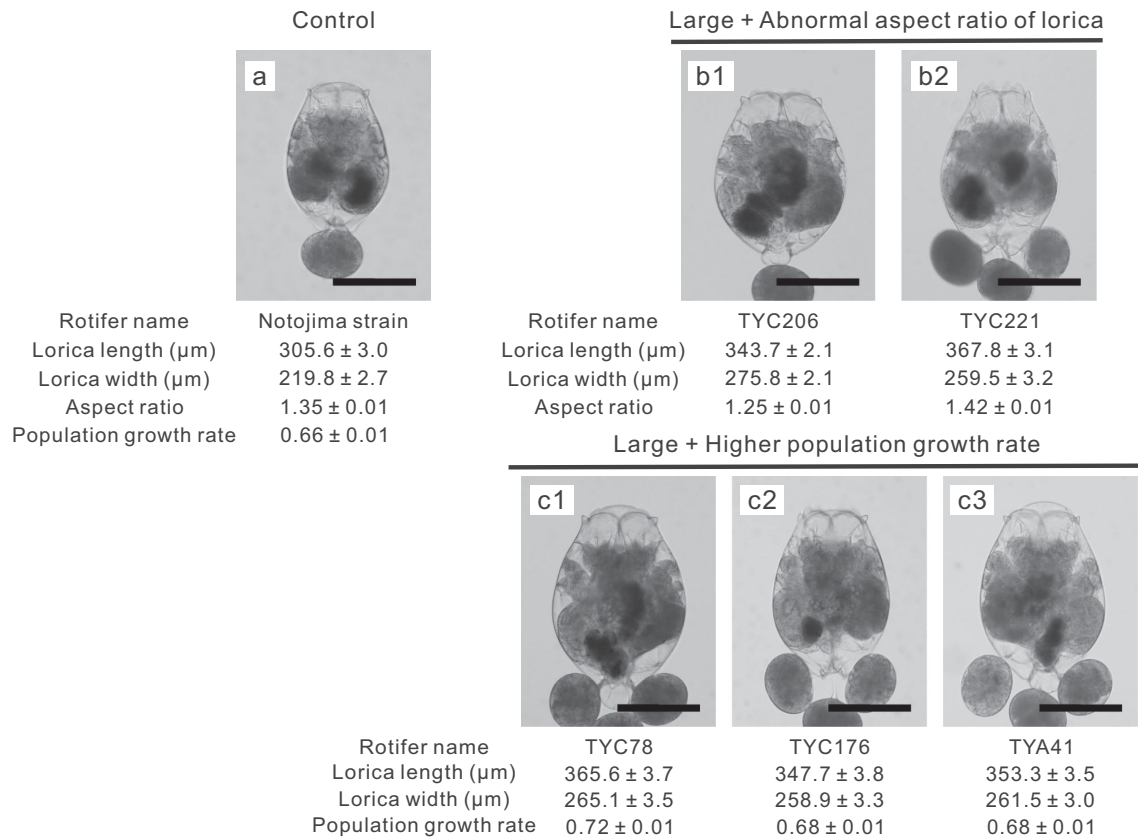 Control
a
Rotifer name Notojima strain
Lorica length (μm) 305.6 ± 3.0
Lorica width (μm) 219.8 ± 2.7
Aspect ratio 1.35 ± 0.01
Population growth rate 0.66 ± 0.01
Large + Abnormal aspect ratio of lorica
b1 b2
Rotifer name TYC206 TYC221
Lorica length (μm) 343.7 ± 2.1 367.8 ± 3.1
Lorica width (μm) 275.8 ± 2.1 259.5 ± 3.2
Aspect ratio 1.25 ± 0.01 1.42 ± 0.01
Large + Higher population growth rate
c1 c2 c3
Rotifer name TYC78 TYC176 TYA41
Lorica length (μm) 365.6 ± 3.7 347.7 ± 3.8 353.3 ± 3.5
Lorica width (μm) 265.1 ± 3.5 258.9 ± 3.3 261.5 ± 3.0
Population growth rate 0.72 ± 0.01 0.68 ± 0.01 0.68 ± 0.01